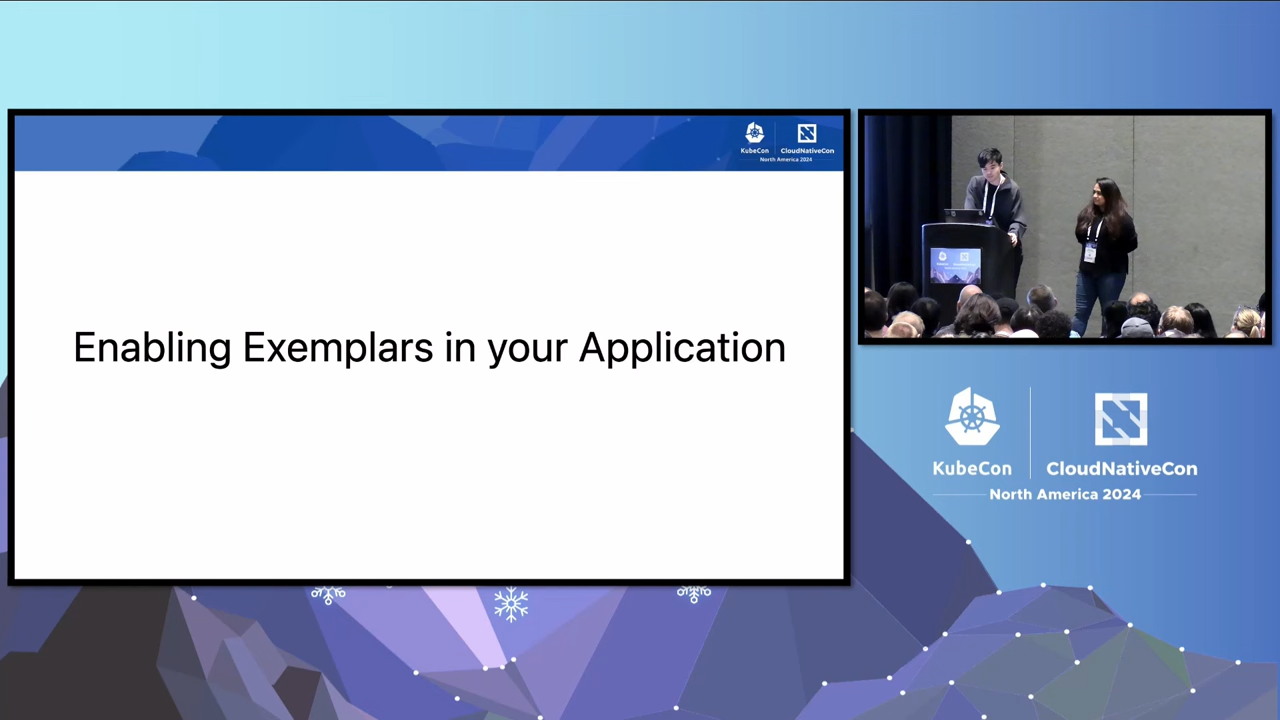 KubeCon
CloudNativeCon
North America 2024
Enabling Exemplars in your Application
KubeCon
CloudNativeCon
North America 2024